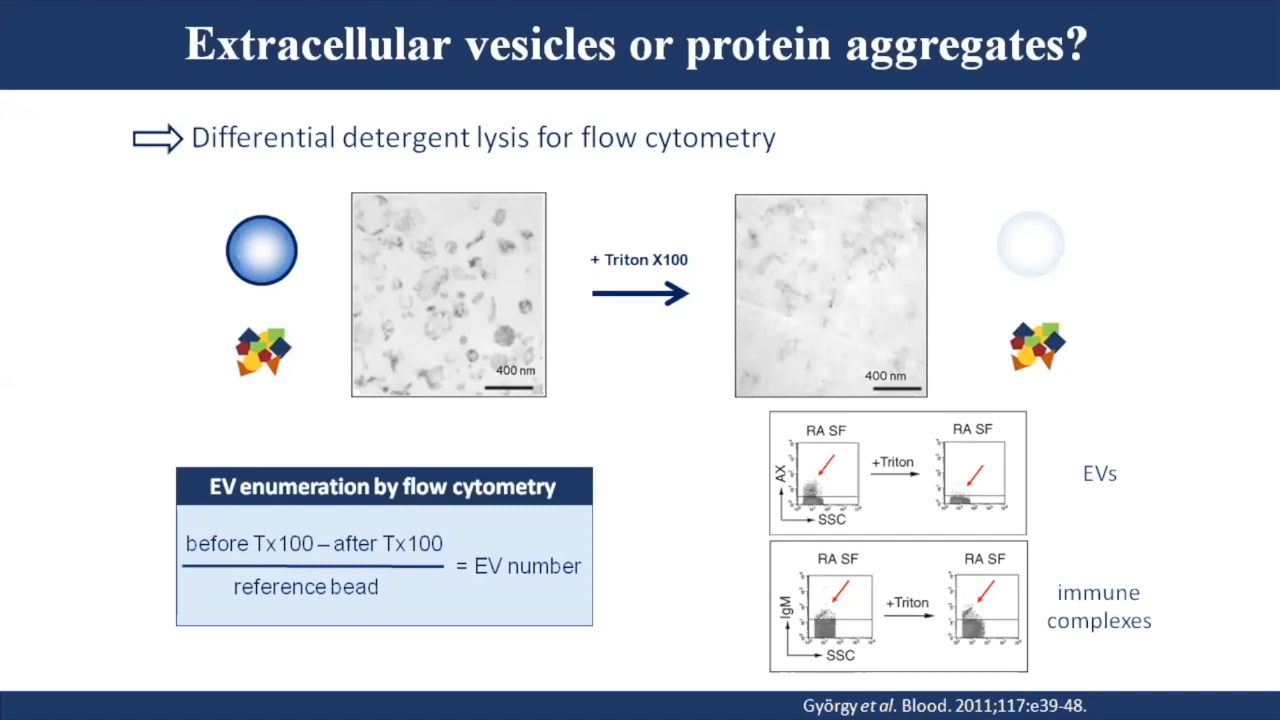 Extracellular vesicles or protein aggregates?
Differential detergent lysis for flow cytometry
400 nm
+ Triton X100
400 nm
EV enumeration by flow cytometry
before Tx100 – after Tx100
reference bead
= EV number
RA SF
+Triton
RA SF
AX
SSC
EVs
RA SF
+Triton
RA SF
IgM
SSC
immune
complexes
György et al. Blood. 2011;117:e39-48.